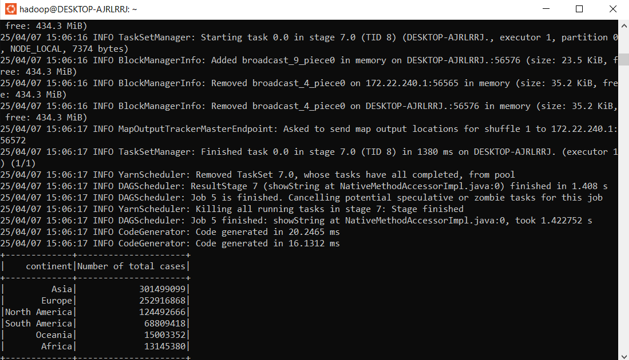 hadoop@DESKTOP-AJRLRRJ: ~
free: 434.3 MiB)
25/04/07 15:06:16 INFO TaskSetManager: Starting task 0.0 in stage 7.0 (TID 8) (DESKTOP-AJRLRRJ., executor 1, partition 0
, NODE_LOCAL, 7374 bytes)
25/04/07 15:06:16 INFO BlockManagerInfo: Added broadcast_9_piece0 in memory on DESKTOP-AJRLRRJ.:56576 (size: 23.5 KiB, f
ree: 434.3 MiB)
25/04/07 15:06:16 INFO BlockManagerInfo: Removed broadcast_4_piece0 on 172.22.240.1:56565 in memory (size: 35.2 KiB, fre
e: 434.3 MiB)
25/04/07 15:06:16 INFO BlockManagerInfo: Removed broadcast_4_piece0 on DESKTOP-AJRLRRJ.:56576 in memory (size: 35.2 KiB,
free: 434.3 MiB)
25/04/07 15:06:17 INFO MapOutputTrackerMasterEndpoint: Asked to send map output locations for shuffle 1 to 172.22.240.1:
56572
25/04/07 15:06:17 INFO TaskSetManager: Finished task 0.0 in stage 7.0 (TID 8) in 1380 ms on DESKTOP-AJRLRRJ. (executor 1
) (1/1)
25/04/07 15:06:17 INFO YarnScheduler: Removed TaskSet 7.0, whose tasks have all completed, from pool
25/04/07 15:06:17 INFO DAGScheduler: ResultStage 7 (showString at NativeMethodAccessorImpl.java:0) finished in 1.408 s
25/04/07 15:06:17 INFO DAGScheduler: Job 5 is finished. Cancelling potential speculative or zombie tasks for this job
25/04/07 15:06:17 INFO YarnScheduler: Killing all running tasks in stage 7: Stage finished
25/04/07 15:06:17 INFO DAGScheduler: Job 5 finished: showString at NativeMethodAccessorImpl.java:0, took 1.422752 s
25/04/07 15:06:17 INFO CodeGenerator: Code generated in 20.2465 ms
25/04/07 15:06:17 INFO CodeGenerator: Code generated in 16.1312 ms
+-------------+---------------------+
|    continent|Number of total cases|
+-------------+---------------------+
|         Asia|            301499099|
|       Europe|            252916868|
|North America|            124492666|
|South America|             68809418|
|      Oceania|             15003352|
|       Africa|             13145380|
+-------------+---------------------+